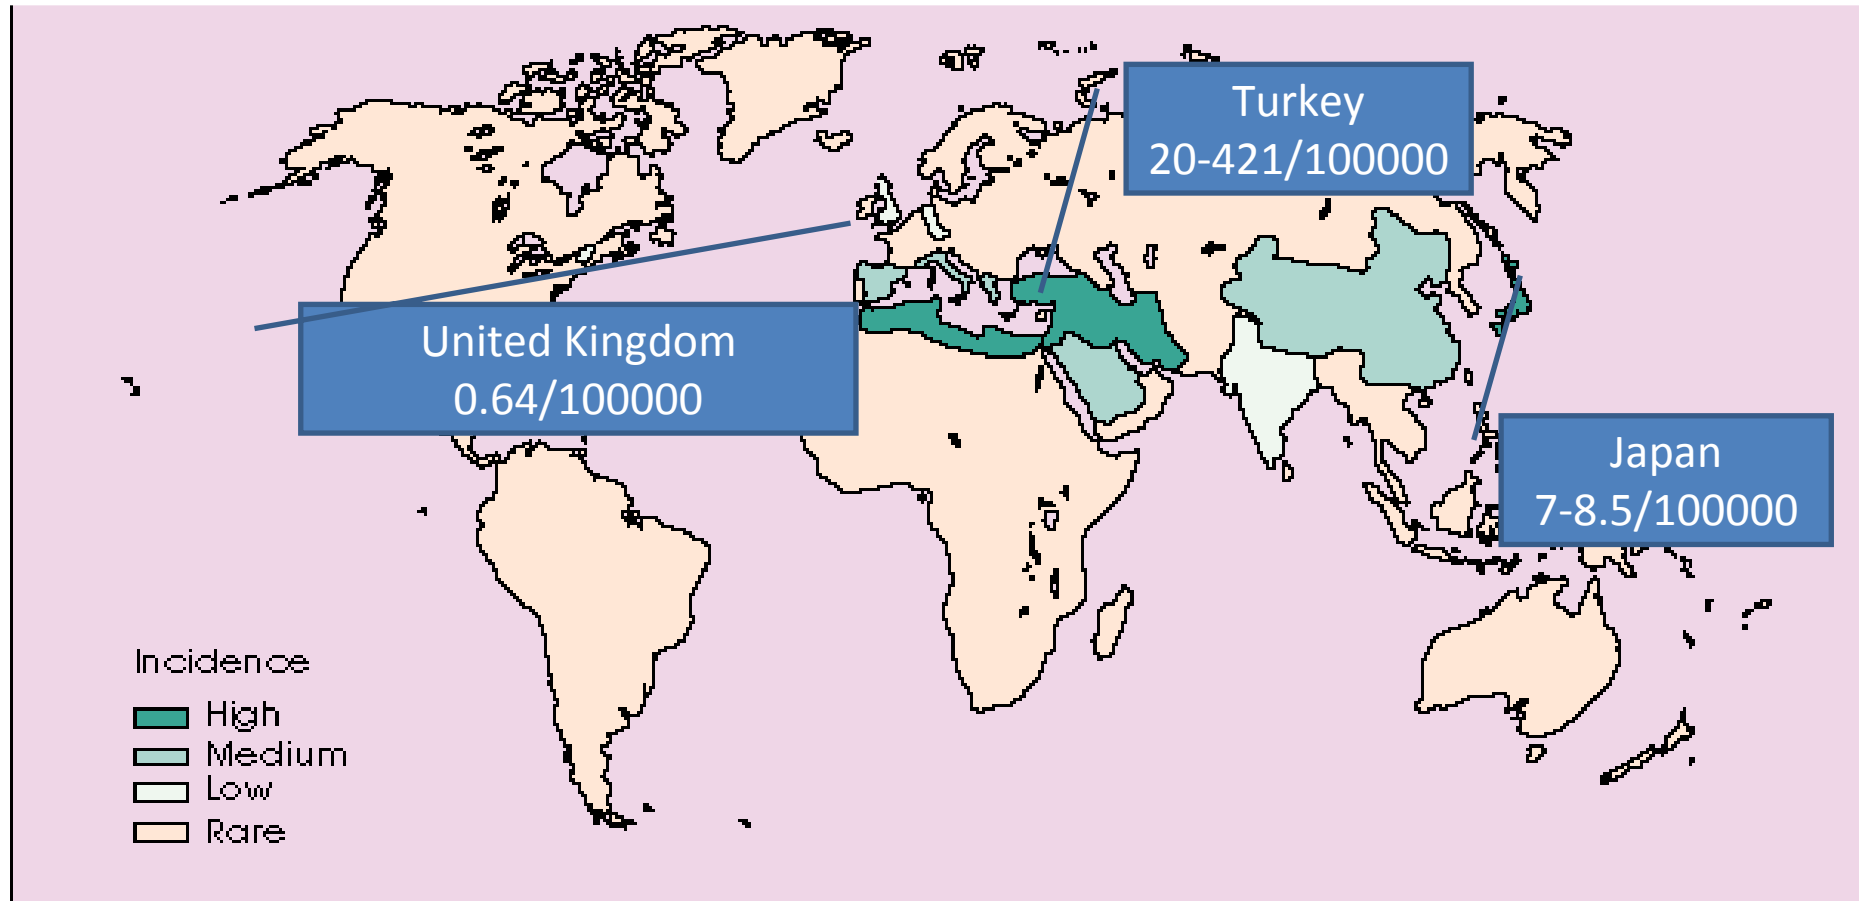 Turkey
20-421/100000
United Kingdom
0.64/100000
Japan
7-8.5/100000
Incidence
High
Medium
Low
Rare